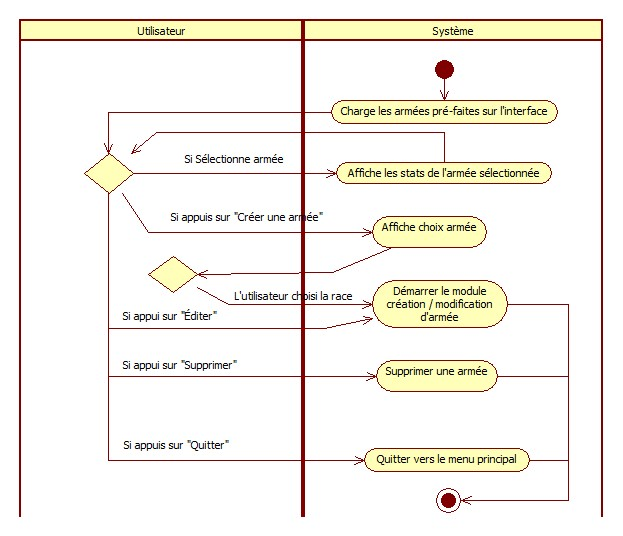 Utilisateur
Système
Charge les armées pré-faites sur l'interface
Si Sélectionne armée
Affiche les stats de l'armée sélectionnée
Si appuis sur "Créer une armée"
Affiche choix armée
L'utilisateur choisi la race
Démarrer le module
création / modification
d'armée
Si appui sur "Éditer"
Si appui sur "Supprimer"
Supprimer une armée
Si appuis sur "Quitter"
Quitter vers le menu principal